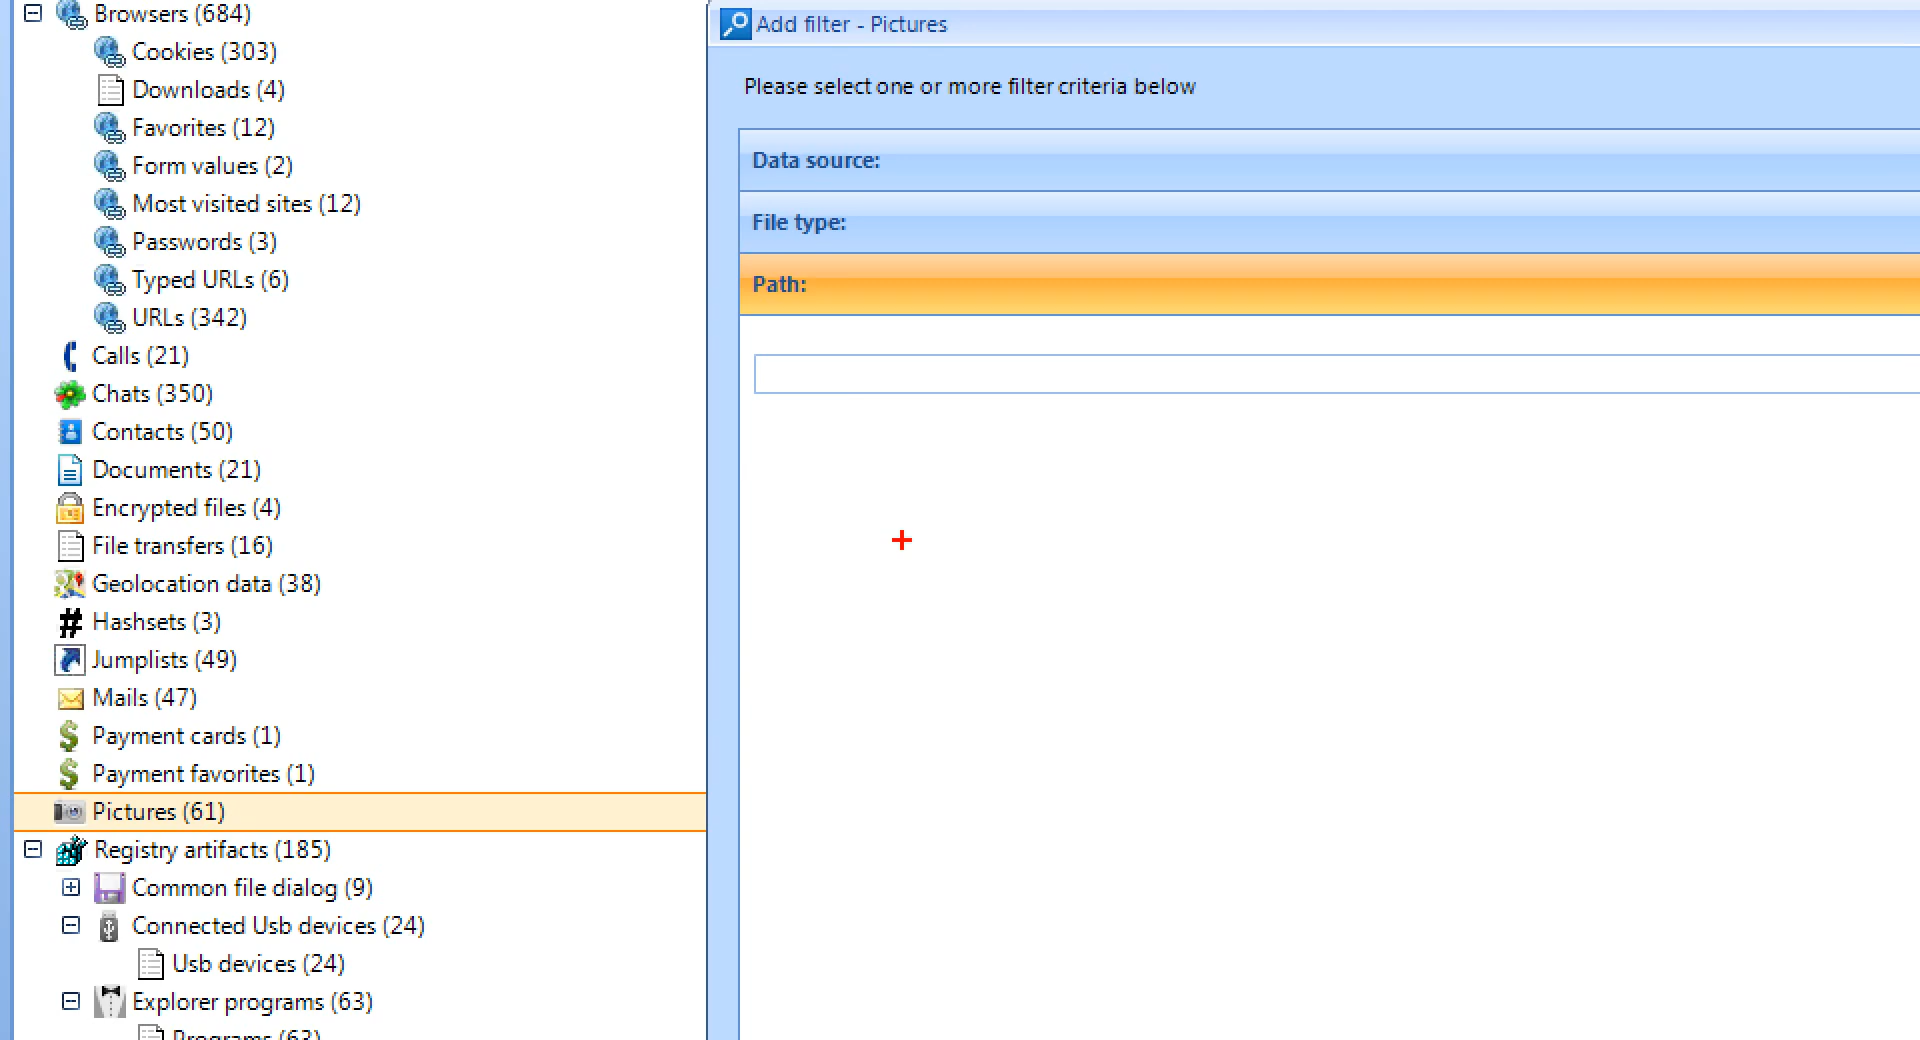 Browsers (684)
Cookies (303)
Downloads (4)
Favorites (12)
Form values (2)
Most visited sites (12)
Passwords (3)
Typed URLs (6)
URLs (342)
Calls (21)
Chats (350)
Contacts (50)
Documents (21)
Encrypted files (4)
File transfers (16)
Geolocation data (38)
Hashsets (3)
Jumplists (49)
Mails (47)
Payment cards (1)
Payment favorites (1)
Pictures (61)
Registry artifacts (185)
Common file dialog (9)
Connected Usb devices (24)
Usb devices (24)
Explorer programs (63)
Programs (63)
Add filter - Pictures
Please select one or more filter criteria below
Data source:
File type:
Path: